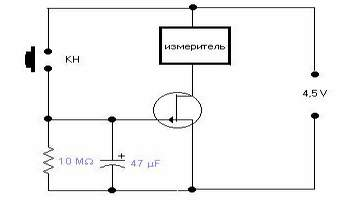 измеритель
КН
4,5 V
10 MΩ
+
47 µF